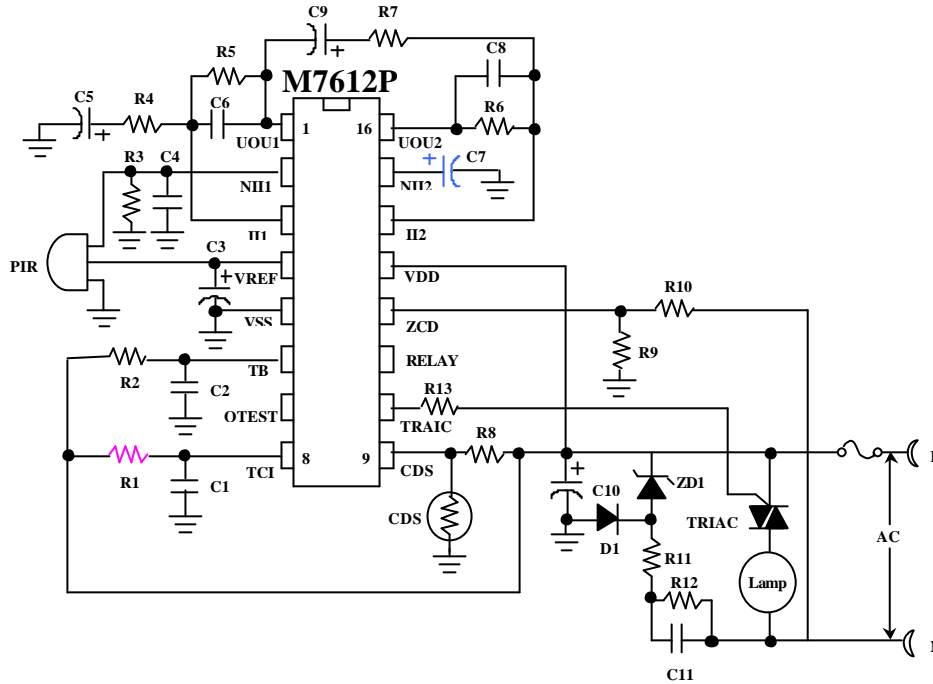 C9
R7
R5
C8
M7612P
C5
R4
C6
R6
1
16
UOU1
UOU2
R3
C4
+
C7
NII1
NII2
II1
II2
PIR
C3
+
VREF
VDD
VSS
ZCD
R10
R9
R2
C2
TB
RELAY
OTEST
R13
TRAIC
R1
C1
8
9
TCI
CDS
R8
+
C10
ZD1
CDS
D1
TRIAC
AC
R11
R12
Lamp
C11
+
+